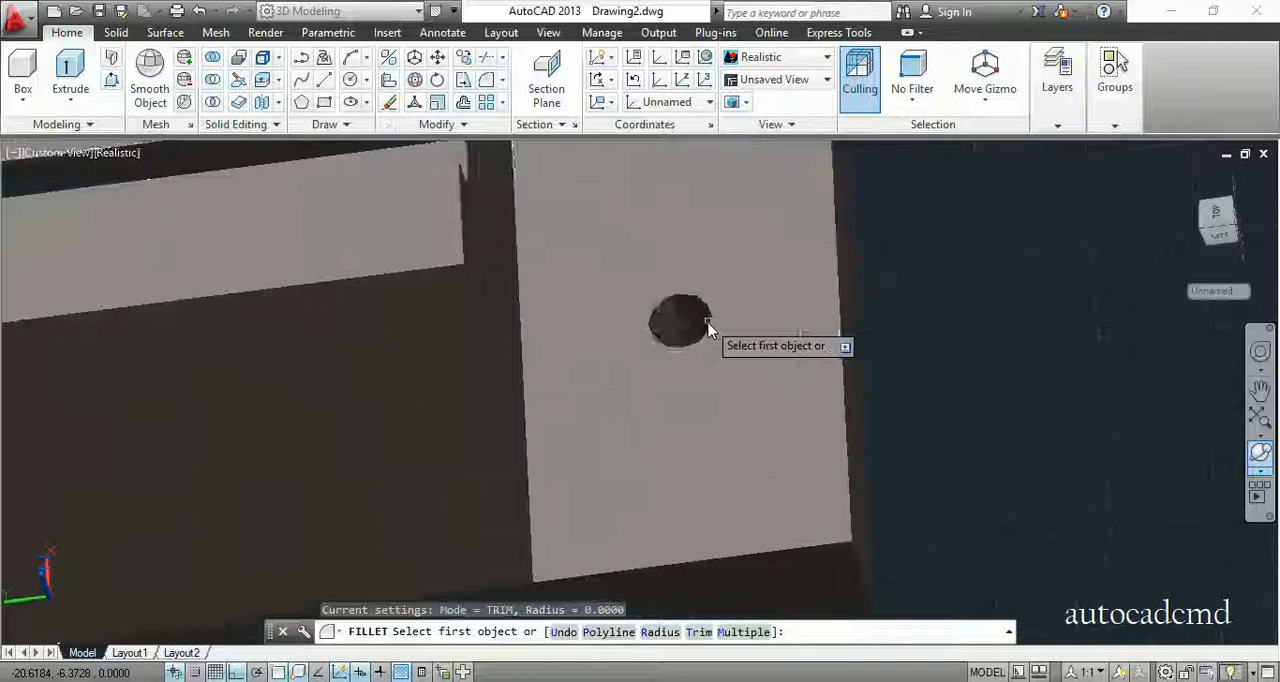 AutoCAD 2013 Drawing2.dwg
3D Modeling
Type a keyword or phrase
Sign In
Home Solid Surface Mesh Render Parametric Insert Annotate Layout View Manage Output Plug-ins Online Express Tools
Box
Extrude
Smooth Object
Section Plane
Realistic
Unsaved View
Unnamed
Culling
No Filter
Move Gizmo
Layers
Groups
Modeling
Mesh
Solid Editing
Draw
Modify
Section
Coordinates
View
Selection
[−][Custom View][Realistic]
TOP
LEFT
Unnamed
Select first object or
X
Y
Current settings: Mode = TRIM, Radius = 0.0000
FILLET Select first object or [Undo Polyline Radius Trim Multiple]:
autocadcmd
Model Layout1 Layout2
-20.6184, -6.3728, 0.0000
MODEL
1:1